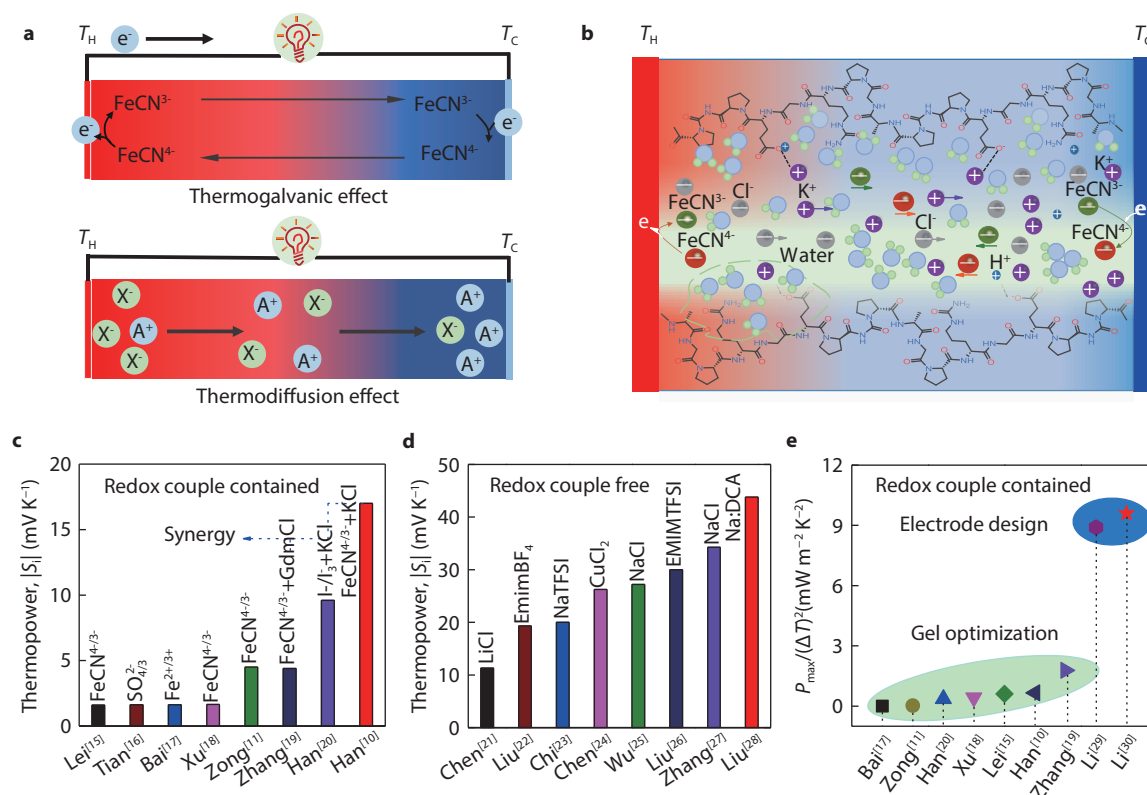 a
T_H e⁻ T_C
FeCN³⁻ FeCN³⁻
e⁻ e⁻
FeCN⁴⁻ FeCN⁴⁻
Thermogalvanic effect
T_H T_C
X⁻ A⁺ X⁻ A⁺
X⁻ A⁺ X⁻ A⁺
X⁻ X⁻ A⁺ A⁺
Thermodiffusion effect
b
T_H
K⁺ K⁺
FeCN³⁻ Cl⁻ FeCN³⁻
e Cl⁻ e
FeCN⁴⁻ Water H⁺ FeCN⁴⁻
c
Thermopower, |Sᵢ| (mV K⁻¹)
20
15
10
5
0
Redox couple contained
Synergy
FeCN⁴⁻/³⁻
SO²⁻₄/₃
Fe²⁺/³⁺
FeCN⁴⁻/³⁻
FeCN⁴⁻/³⁻
FeCN⁴⁻/³⁻+GdmCl
I-/I⁻₃+KCl
FeCN⁴⁻/³⁻+KCl
Lei[15]
Tian[16]
Bai[17]
Xu[18]
Zong[11]
Zhang[19]
Han[20]
Han[10]
d
Thermopower, |Sᵢ| (mV K⁻¹)
50
40
30
20
10
0
Redox couple free
LiCl
EmimBF₄
NaTFSI
CuCl₂
NaCl
EMIMTFSI
NaCl
Na:DCA
Chen[21]
Liu[22]
Chi[23]
Chen[24]
Wu[25]
Liu[26]
Zhang[27]
Liu[28]
e
P_max/(ΔT)²(mW m⁻² K⁻²)
12
9
6
3
0
Redox couple contained
Electrode design
Gel optimization
Bai[17]
Zong[11]
Han[20]
Xu[18]
Lei[15]
Han[10]
Zhang[19]
Li[29]
Li[30]